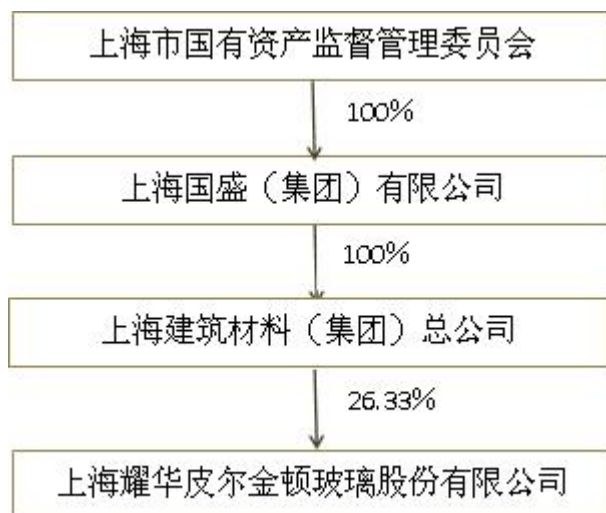 上海市国有资产监督管理委员会
100%
上海国盛（集团）有限公司
100%
上海建筑材料（集团）总公司
26.33%
上海耀华皮尔金顿玻璃股份有限公司